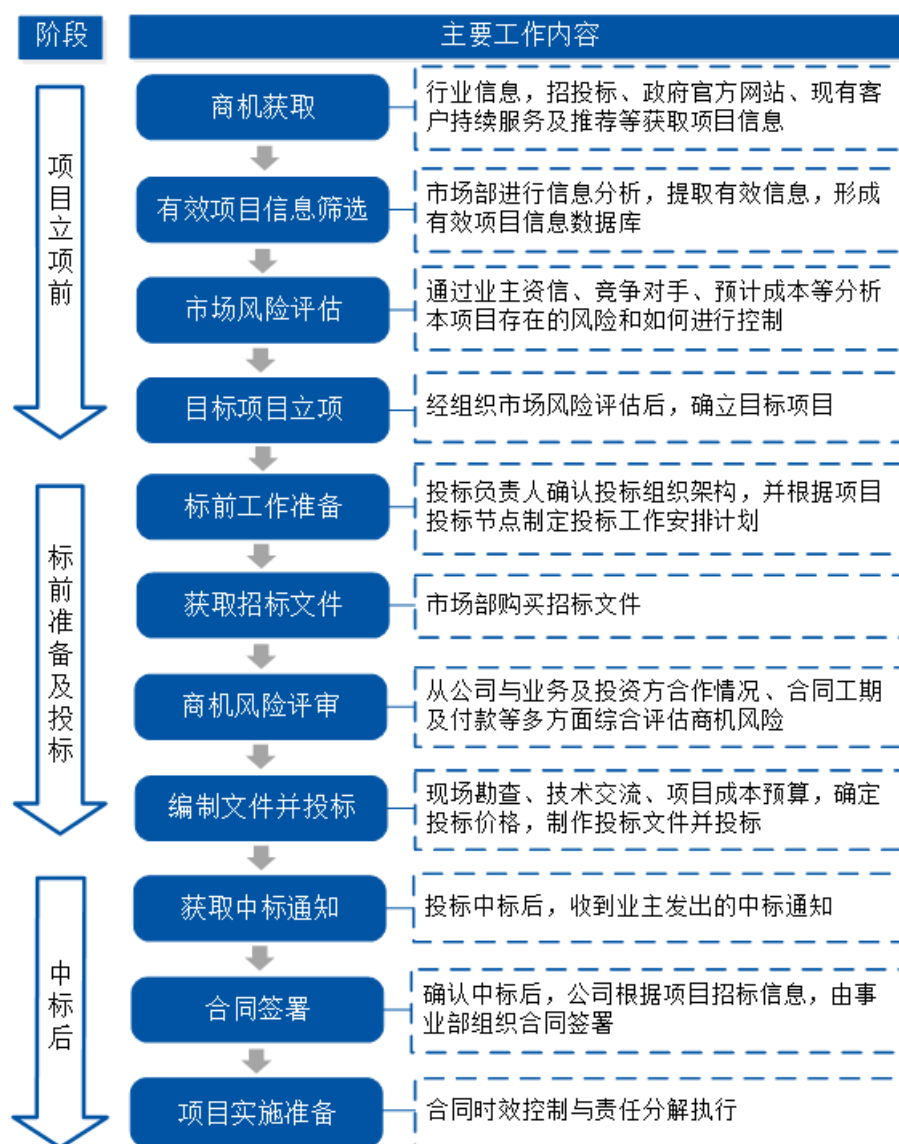 阶段
主要工作内容
项目立项前
商机获取
行业信息，招投标、政府官方网站、现有客
户持续服务及推荐等获取项目信息
有效项目信息筛选
市场部进行信息分析，提取有效信息，形成
有效项目信息数据库
市场风险评估
通过业主资信、竞争对手、预计成本等分析
本项目存在的风险和如何进行控制
目标项目立项
经组织市场风险评估后，确立目标项目
标前准备及投标
标前工作准备
投标负责人确认投标组织架构，并根据项目
投标节点制定投标工作安排计划
获取招标文件
市场部购买招标文件
商机风险评审
从公司与业务及投资方合作情况、合同工期
及付款等多方面综合评估商机风险
编制文件并投标
现场勘查、技术交流、项目成本预算，确定
投标价格，制作投标文件并投标
中标后
获取中标通知
投标中标后，收到业主发出的中标通知
合同签署
确认中标后，公司根据项目招标信息，由事
业部组织合同签署
项目实施准备
合同时效控制与责任分解执行